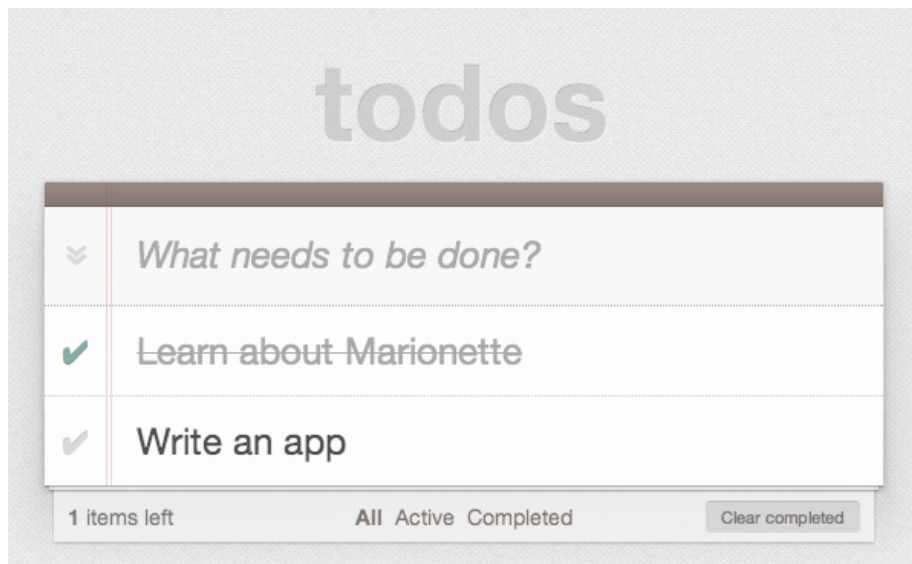 todos
What needs to be done?
Learn about Marionette
Write an app
1 items left All Active Completed Clear completed